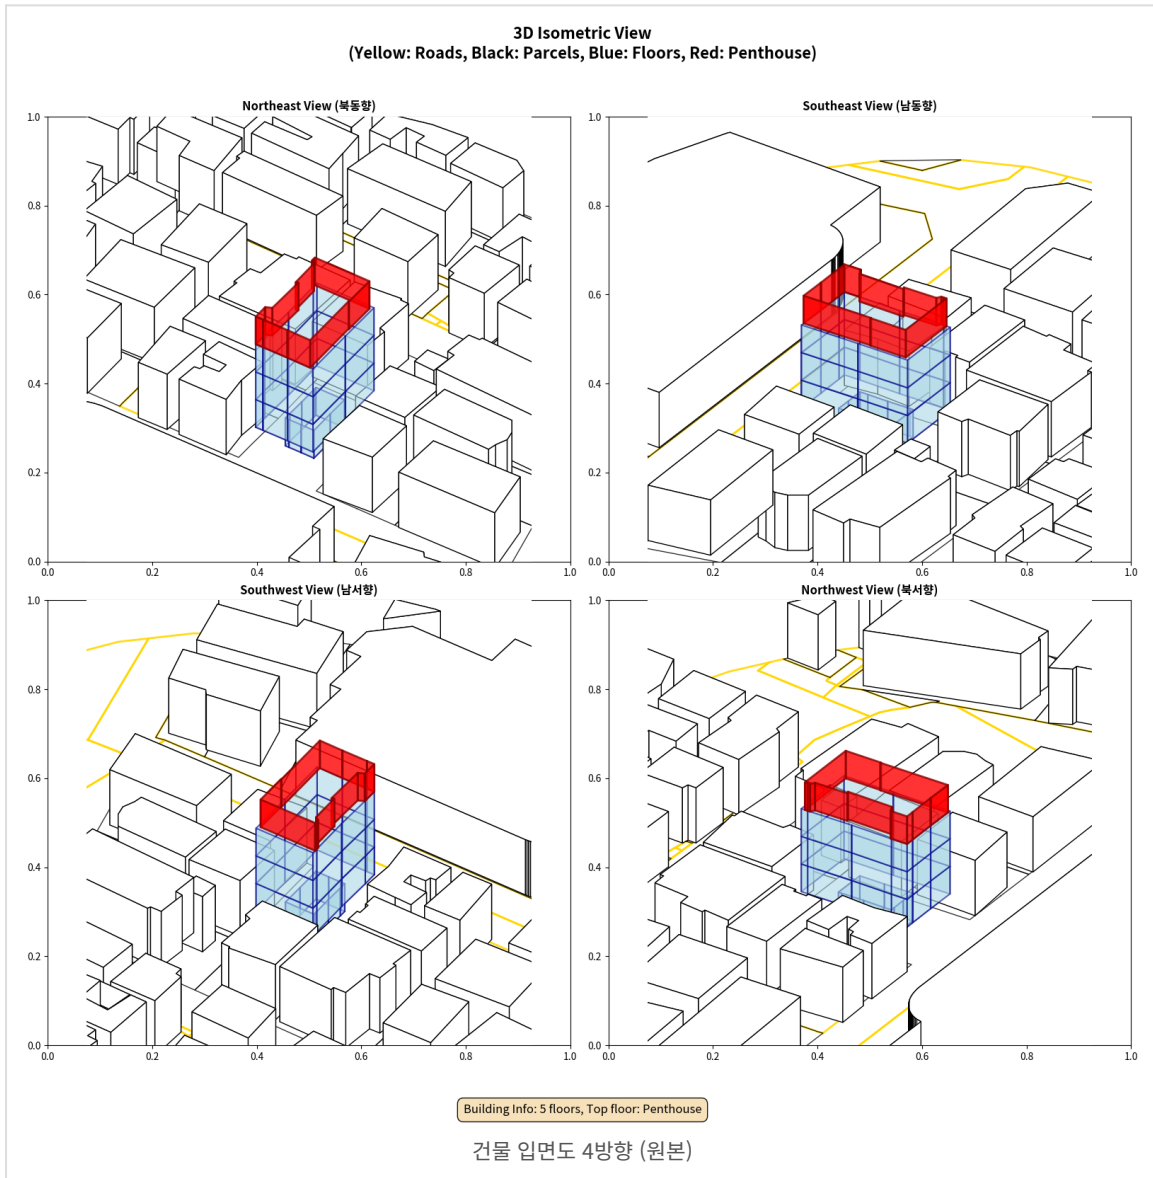 3D Isometric View
(Yellow: Roads, Black: Parcels, Blue: Floors, Red: Penthouse)
Northeast View (북동향)
1.0
0.8
0.6
0.4
0.2
0.0
0.0 0.2 0.4 0.6 0.8 1.0
Southeast View (남동향)
1.0
0.8
0.6
0.4
0.2
0.0
0.0 0.2 0.4 0.6 0.8 1.0
Southwest View (남서향)
1.0
0.8
0.6
0.4
0.2
0.0
0.0 0.2 0.4 0.6 0.8 1.0
Northwest View (북서향)
1.0
0.8
0.6
0.4
0.2
0.0
0.0 0.2 0.4 0.6 0.8 1.0
Building Info: 5 floors, Top floor: Penthouse
건물 입면도 4방향 (원본)